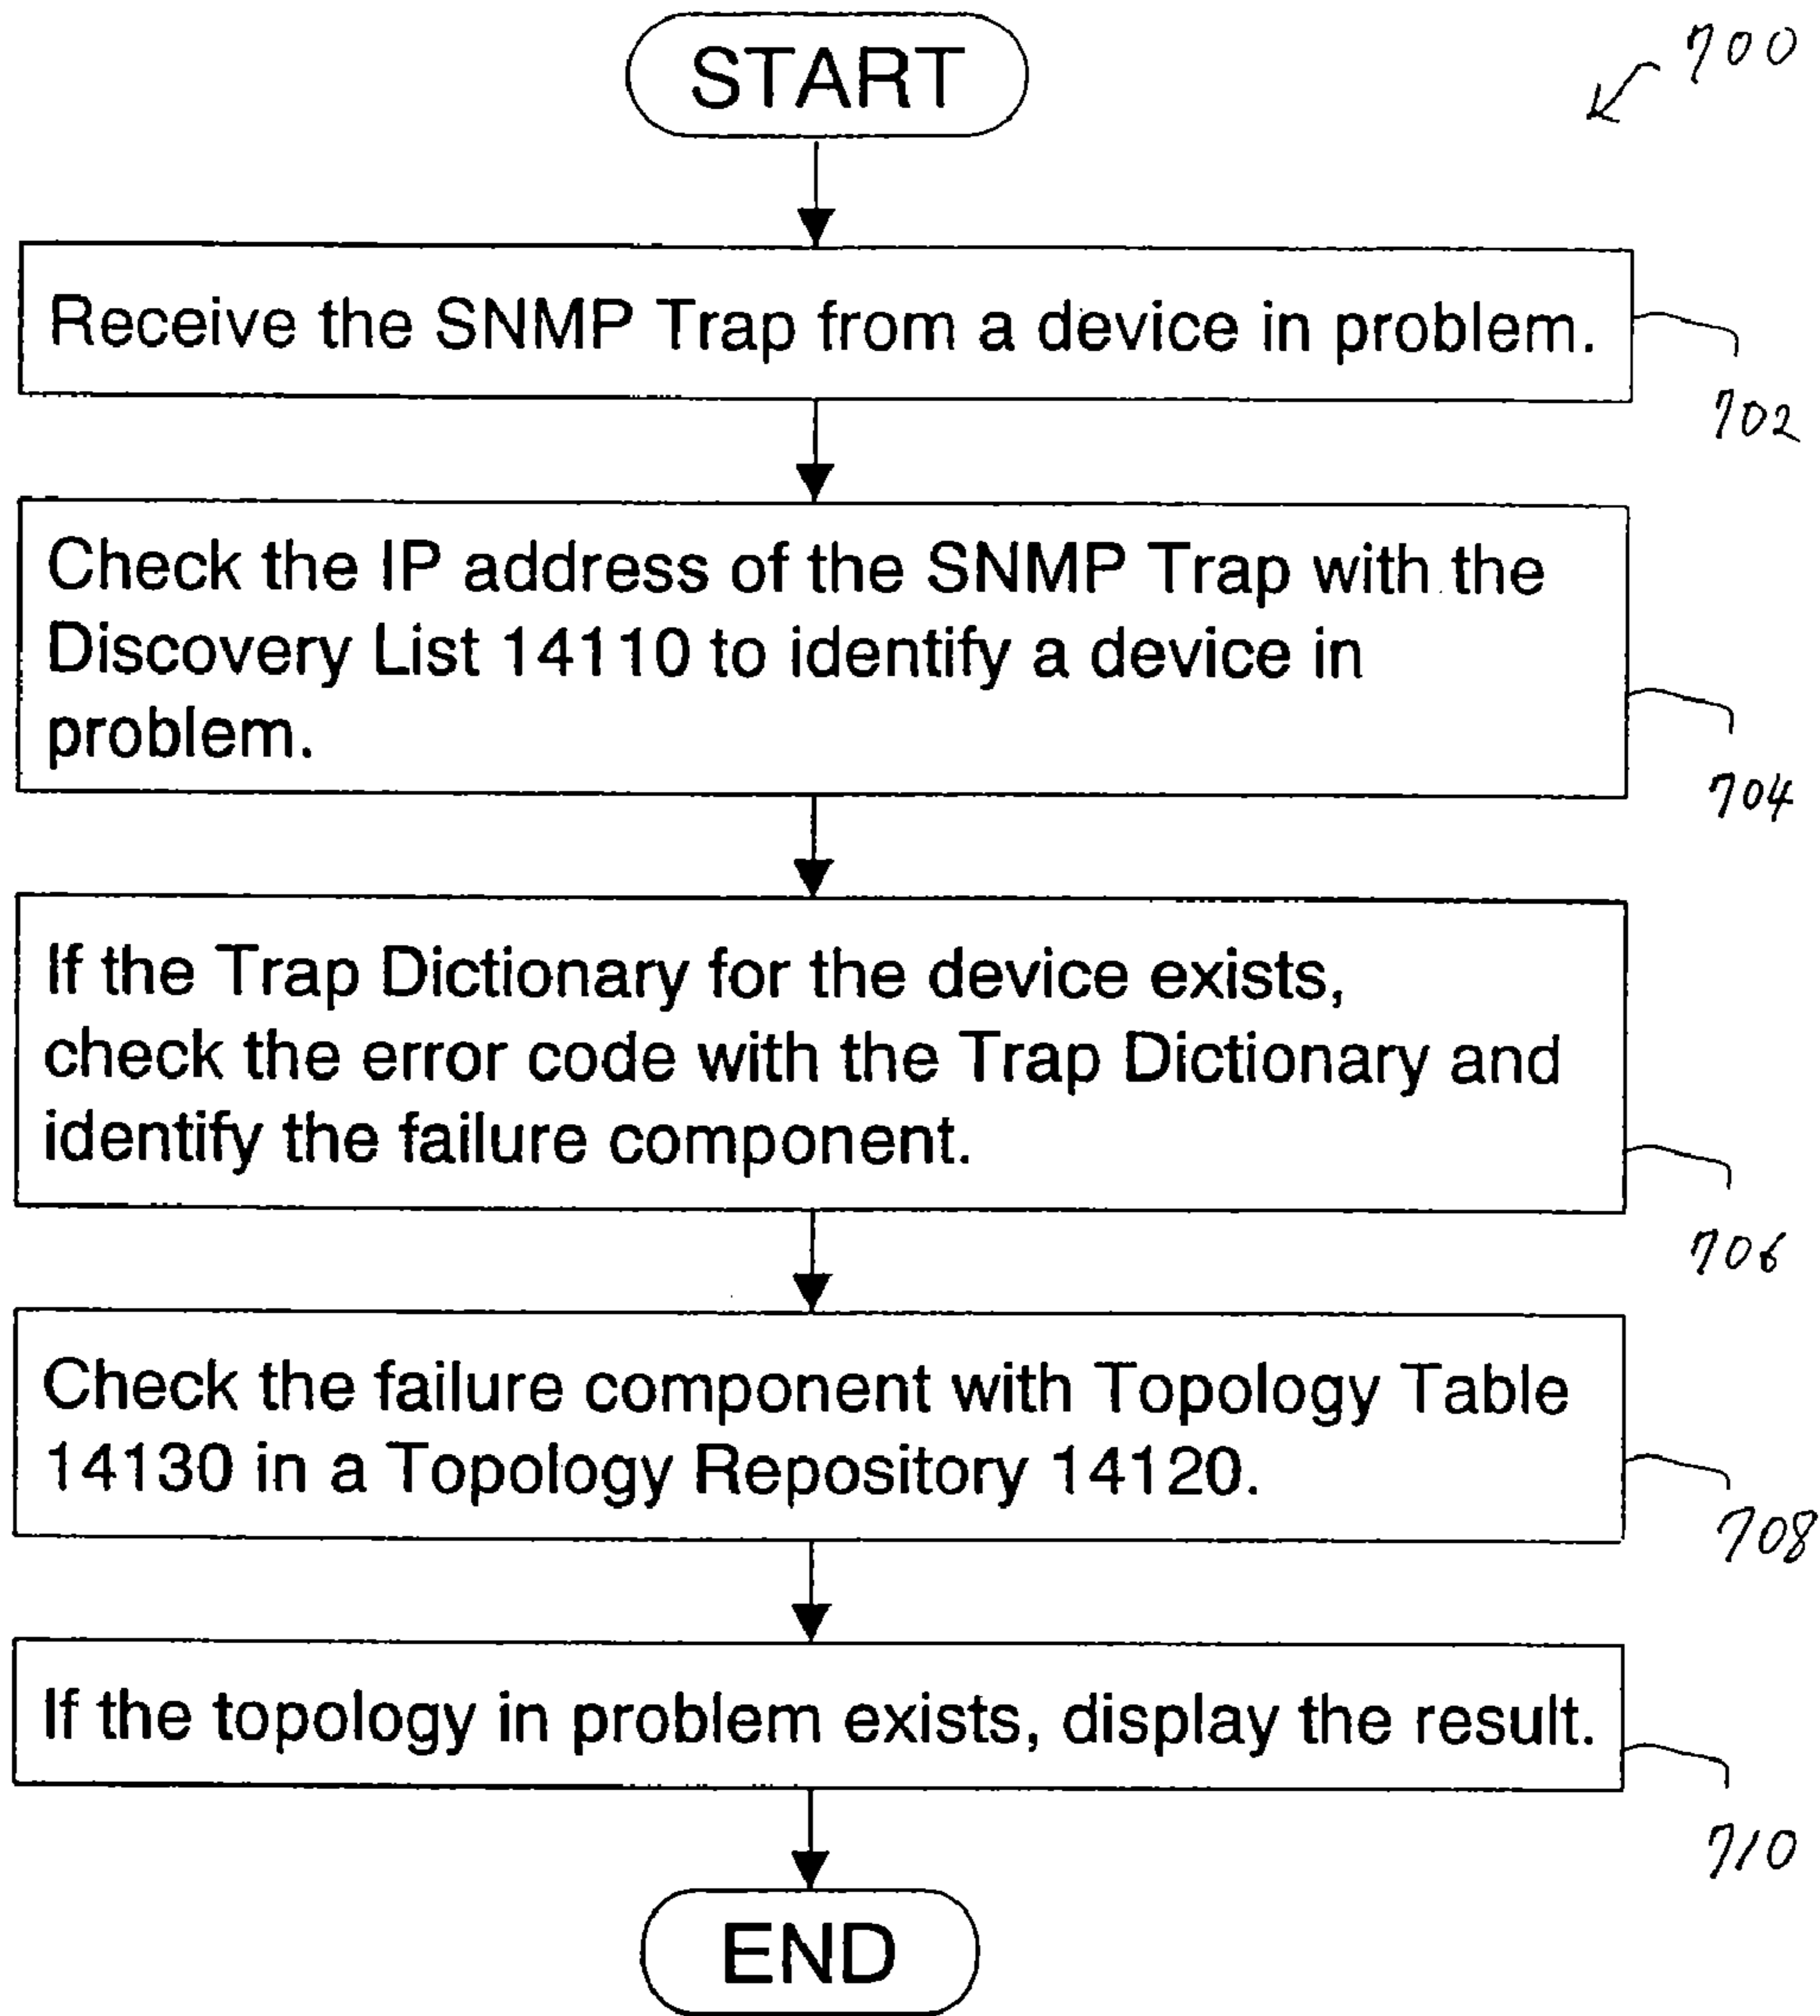 START
700
Receive the SNMP Trap from a device in problem.
702
Check the IP address of the SNMP Trap with the
Discovery List 14110 to identify a device in
problem.
704
If the Trap Dictionary for the device exists,
check the error code with the Trap Dictionary and
identify the failure component.
706
Check the failure component with Topology Table
14130 in a Topology Repository 14120.
708
If the topology in problem exists, display the result.
710
END